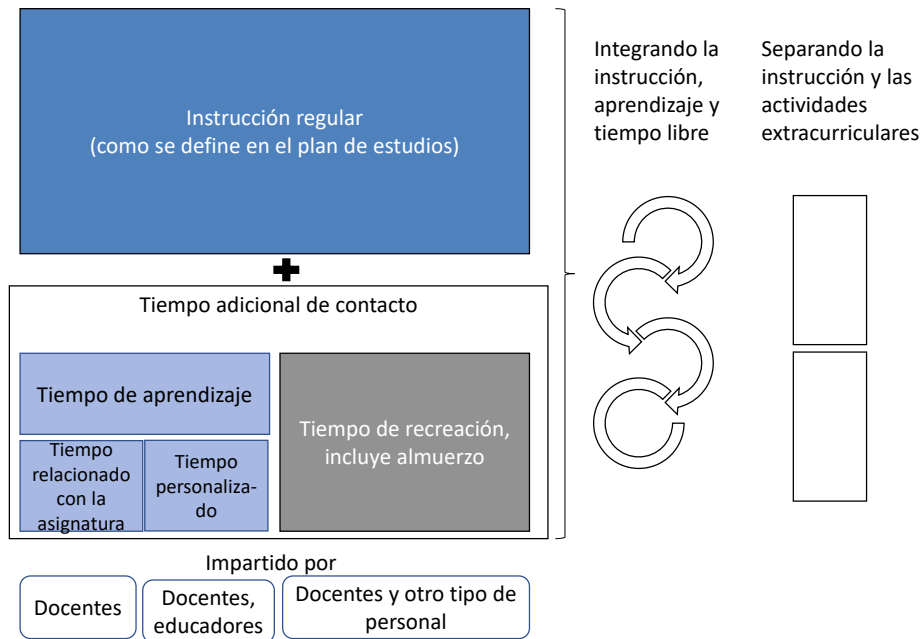 Instrucción regular
(como se define en el plan de estudios)
Tiempo adicional de contacto
Tiempo de aprendizaje
Tiempo
relacionado
con la
asignatura
Tiempo
personaliza-
do
Tiempo de recreación,
incluye almuerzo
Impartido por
Docentes
Docentes,
educadores
Docentes y otro tipo de
personal
Integrando la
instrucción,
aprendizaje y
tiempo libre
Separando la
instrucción y las
actividades
extracurriculares